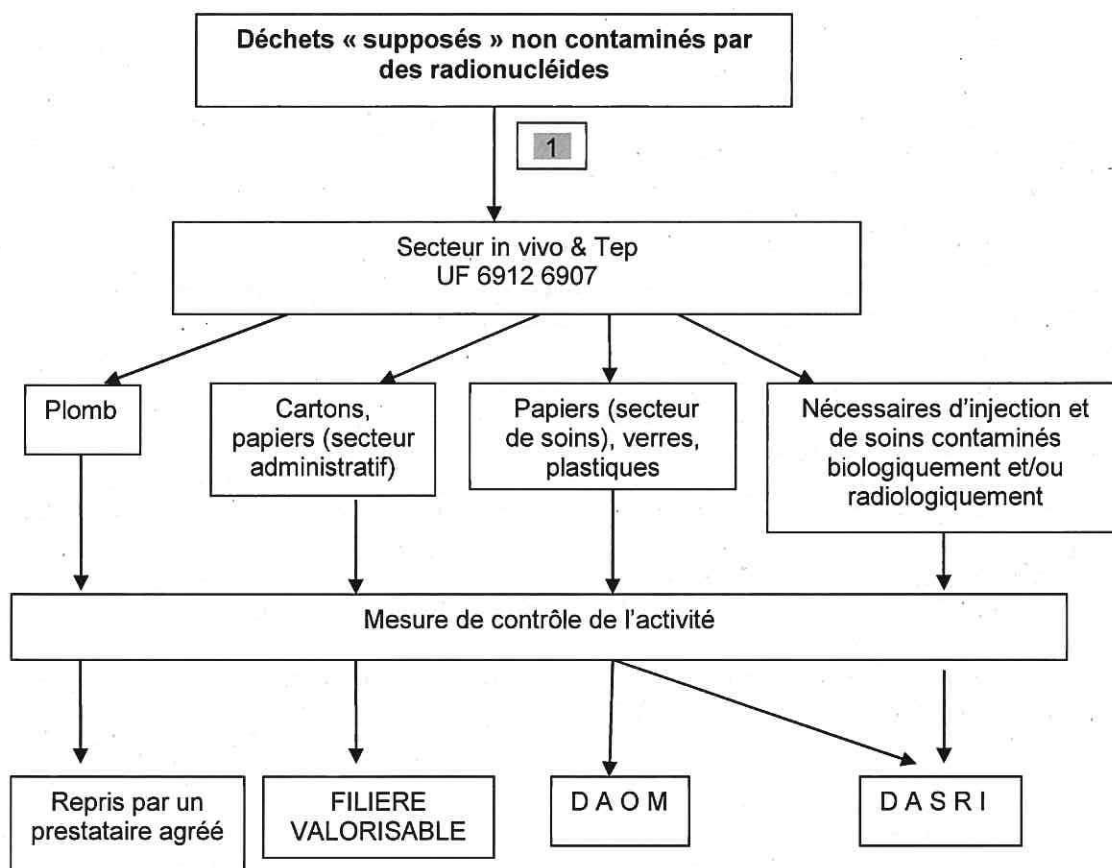 Déchets « supposés » non contaminés par
des radionucléides
1
Secteur in vivo & Tep
UF 6912 6907
Plomb
Cartons,
papiers (secteur
administratif)
Papiers (secteur
de soins), verres,
plastiques
Nécessaires d'injection et
de soins contaminés
biologiquement et/ou
radiologiquement
Mesure de contrôle de l'activité
Repris par un
prestataire agréé
FILIERE
VALORISABLE
D A O M
D A S R I